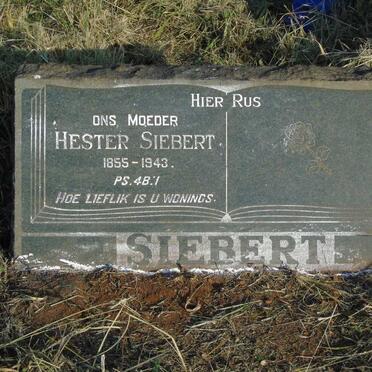 HIER RUS
ONS MOEDER
HESTER SIEBERT
1855-1943.
PS. 48:1
HOE LIEFLIK IS U WONINGS.
SIEBERT